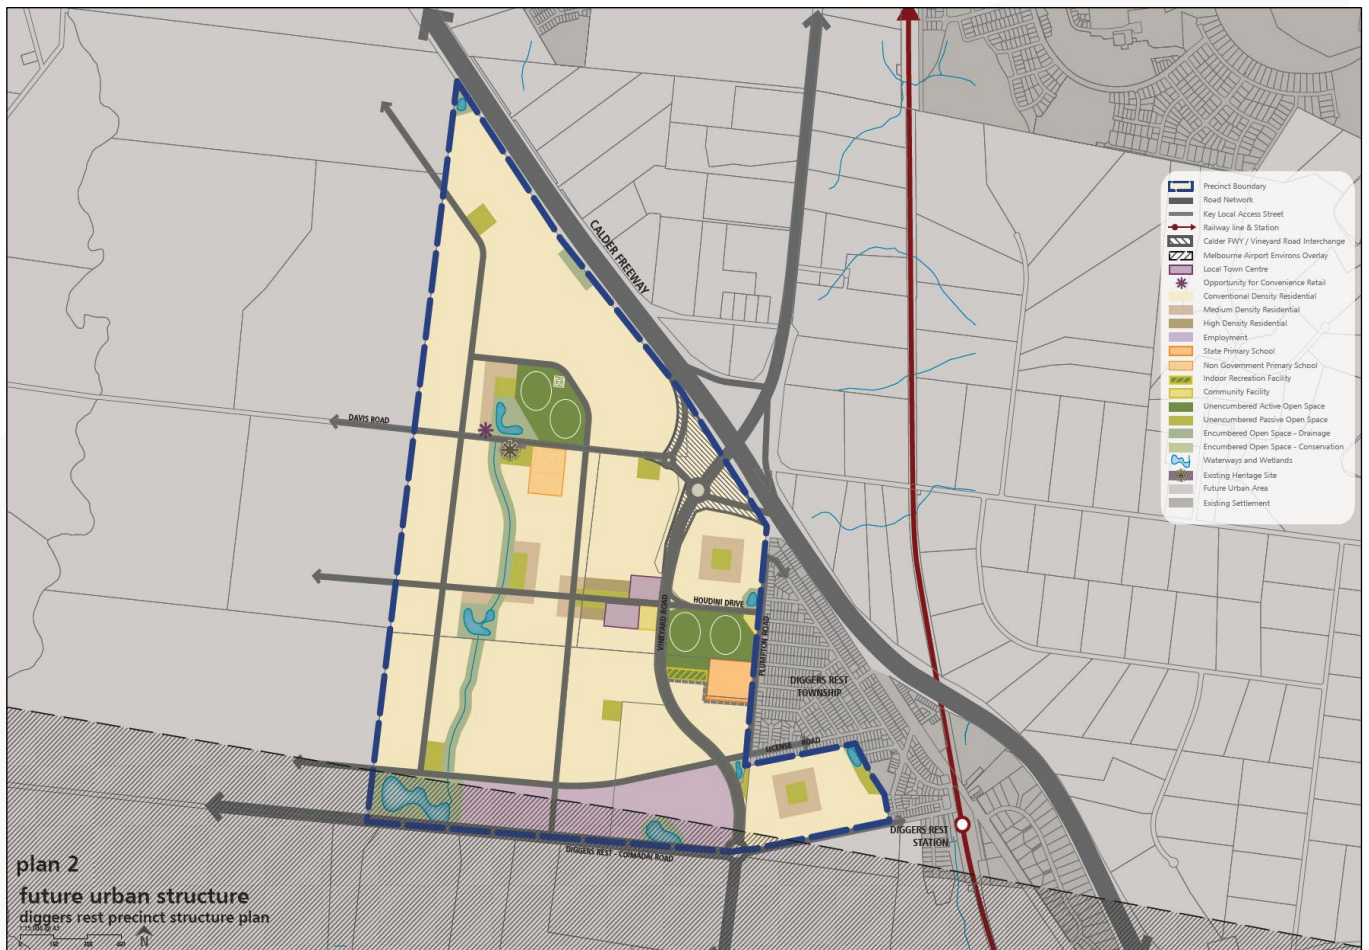 CALDER FREEWAY
DAVIS ROAD
HOUDINI DRIVE
VINEYARD ROAD
PLUMPTON ROAD
DIGGERS REST
TOWNSHIP
LICENSE ROAD
DIGGERS REST
STATION
DIGGERS REST - COIMADAI ROAD
Precinct Boundary
Road Network
Key Local Access Street
Railway line & Station
Calder FWY / Vineyard Road Interchange
Melbourne Airport Environs Overlay
Local Town Centre
Opportunity for Convenience Retail
Conventional Density Residential
Medium Density Residential
High Density Residential
Employment
State Primary School
Non Government Primary School
Indoor Recreation Facility
Community Facility
Unencumbered Active Open Space
Unencumbered Passive Open Space
Encumbered Open Space - Drainage
Encumbered Open Space - Conservation
Waterways and Wetlands
Existing Heritage Site
Future Urban Area
Existing Settlement
plan 2
future urban structure
diggers rest precinct structure plan
N